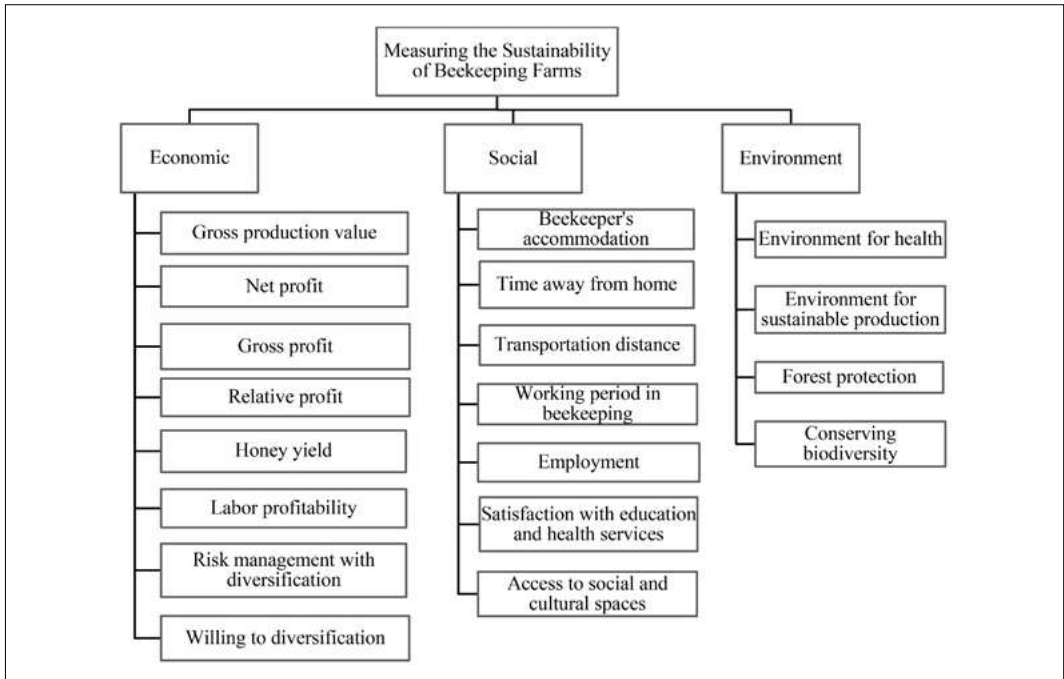 Measuring the Sustainability
of Beekeeping Farms
Economic
Social
Environment
Gross production value
Net profit
Gross profit
Relative profit
Honey yield
Labor profitability
Risk management with
diversification
Willing to diversification
Beekeeper's
accommodation
Time away from home
Transportation distance
Working period in
beekeeping
Employment
Satisfaction with education
and health services
Access to social and
cultural spaces
Environment for health
Environment for
sustainable production
Forest protection
Conserving
biodiversity